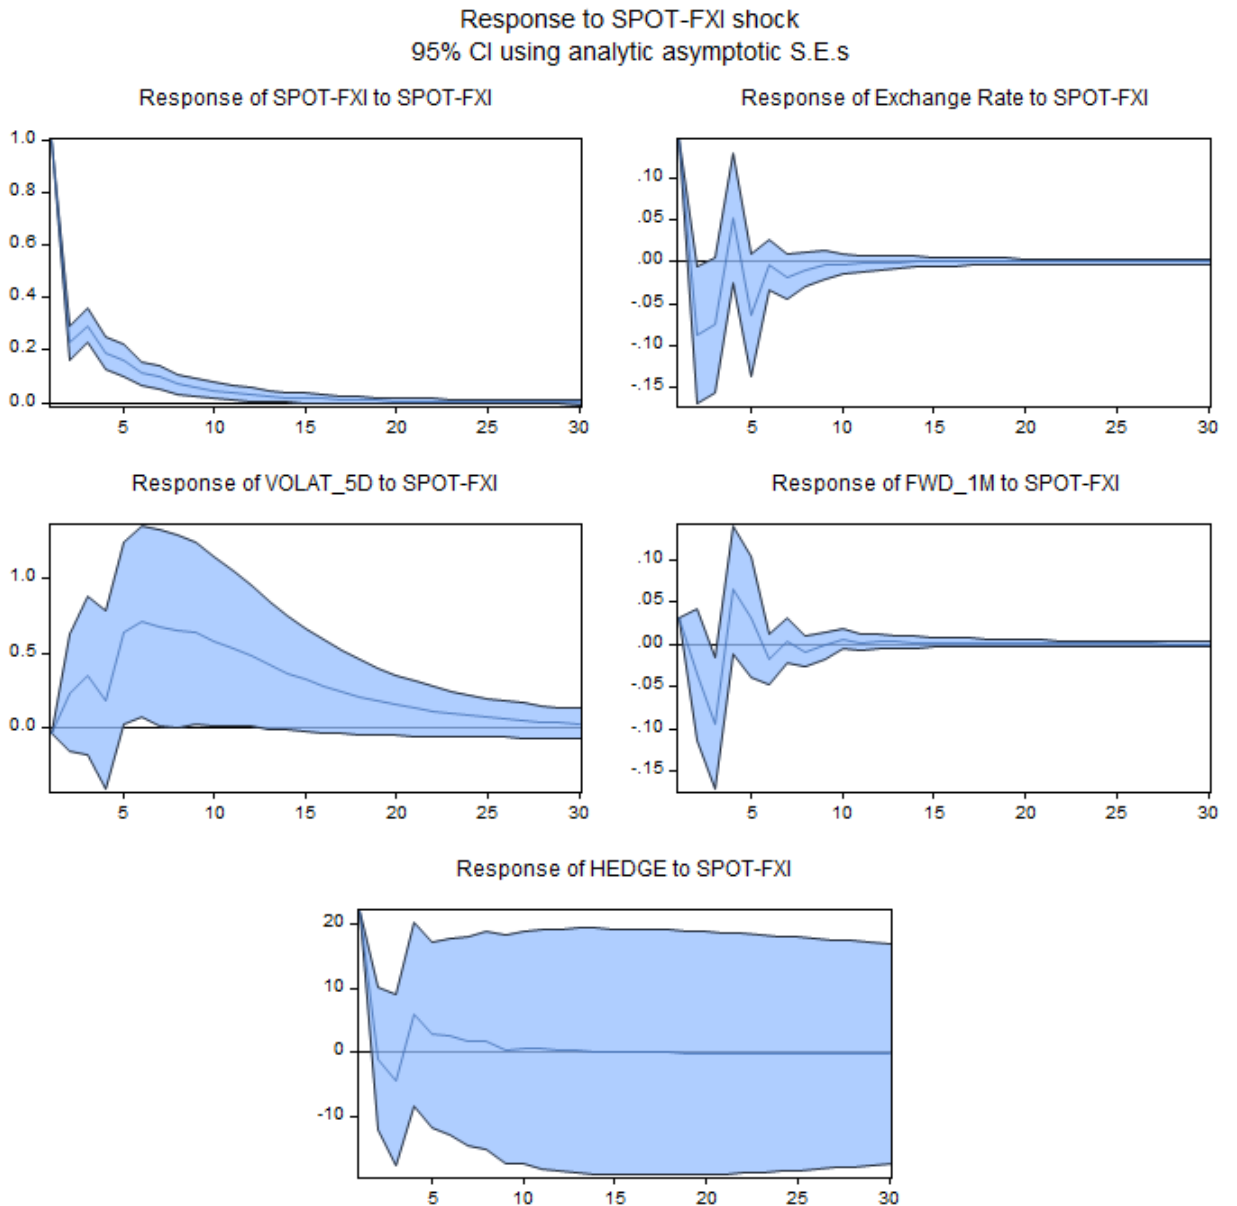 Response to SPOT-FXI shock
95% CI using analytic asymptotic S.E.s
Response of SPOT-FXI to SPOT-FXI
1.0
0.8
0.6
0.4
0.2
0.0
5 10 15 20 25 30
Response of Exchange Rate to SPOT-FXI
.10
.05
.00
-.05
-.10
-.15
5 10 15 20 25 30
Response of VOLAT_5D to SPOT-FXI
1.0
0.5
0.0
5 10 15 20 25 30
Response of FWD_1M to SPOT-FXI
.10
.05
.00
-.05
-.10
-.15
5 10 15 20 25 30
Response of HEDGE to SPOT-FXI
20
10
0
-10
5 10 15 20 25 30